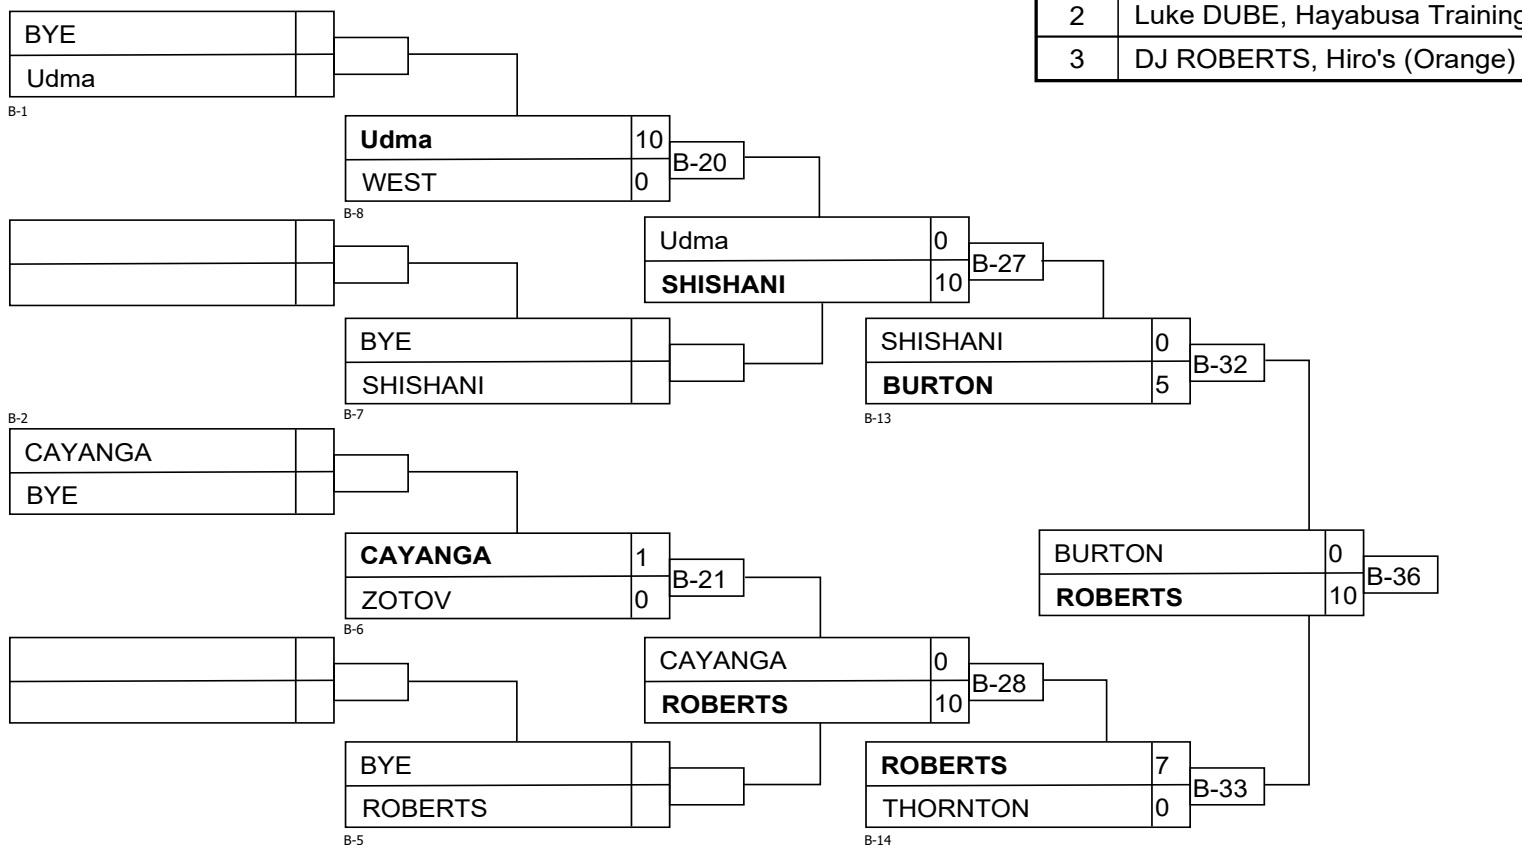 2 Luke DUBE, Hayabusa Training
3 DJ ROBERTS, Hiro's (Orange)
BYE
Udma
B-1
Udma 10
WEST 0
B-20
B-8
Udma 0
SHISHANI 10
B-27
BYE
SHISHANI
B-7
SHISHANI 0
BURTON 5
B-32
B-13
B-2
CAYANGA
BYE
CAYANGA 1
ZOTOV 0
B-21
B-6
BURTON 0
ROBERTS 10
B-36
CAYANGA 0
ROBERTS 10
B-28
BYE
ROBERTS
B-5
ROBERTS 7
THORNTON 0
B-33
B-14